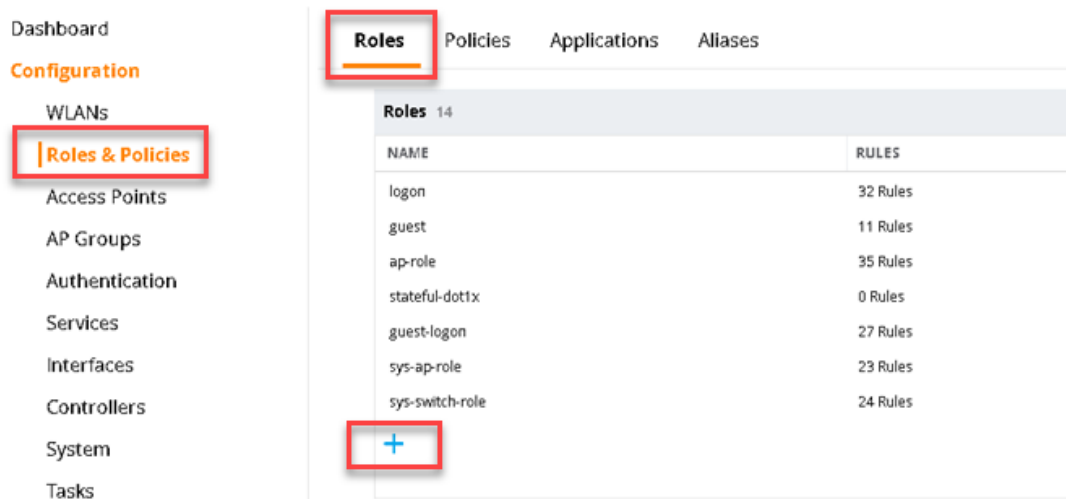 Dashboard
Configuration
WLANs
Roles & Policies
Access Points
AP Groups
Authentication
Services
Interfaces
Controllers
System
Tasks
Roles Policies Applications Aliases
Roles 14
NAME RULES
logon 32 Rules
guest 11 Rules
ap-role 35 Rules
stateful-dot1x 0 Rules
guest-logon 27 Rules
sys-ap-role 23 Rules
sys-switch-role 24 Rules
+